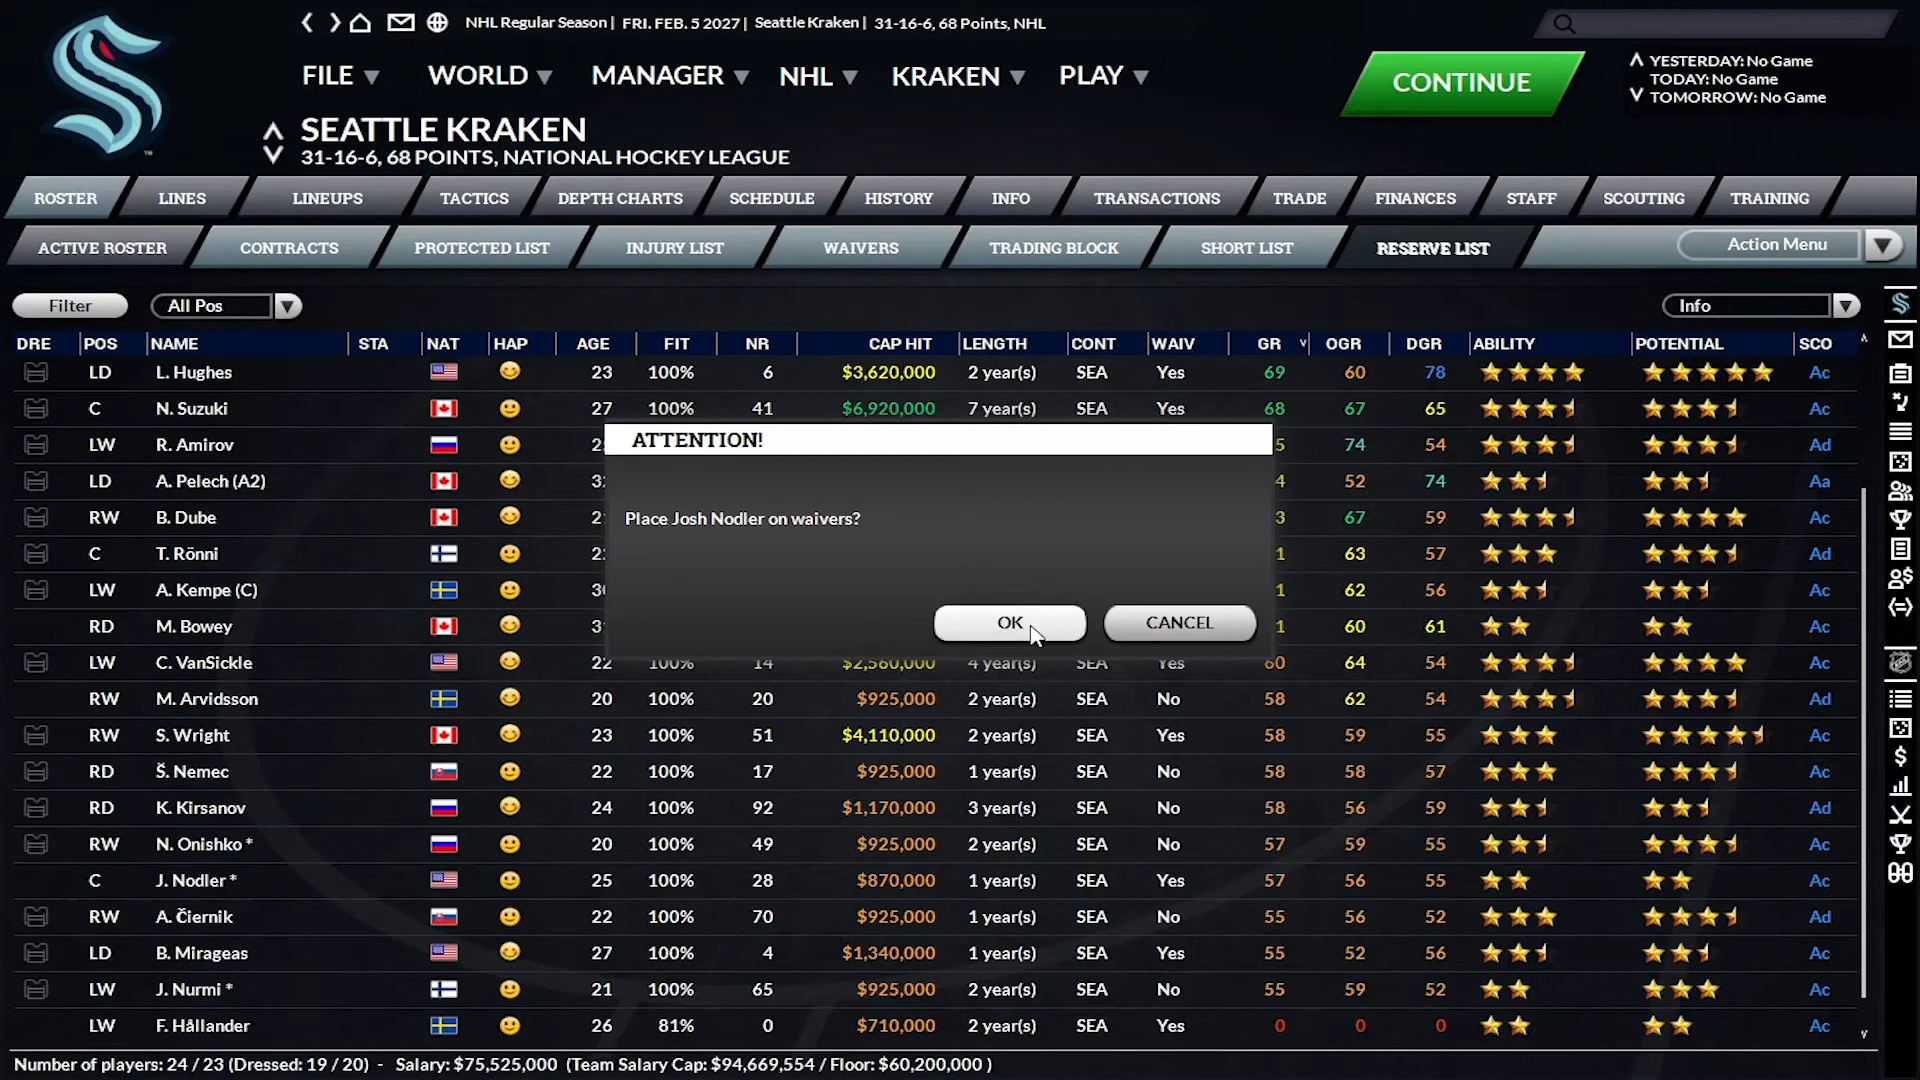 NHL Regular Season | FRI. FEB. 5 2027 | Seattle Kraken | 31-16-6, 68 Points, NHL
FILE WORLD MANAGER NHL KRAKEN PLAY
CONTINUE
YESTERDAY: No Game
TODAY: No Game
TOMORROW: No Game
SEATTLE KRAKEN
31-16-6, 68 POINTS, NATIONAL HOCKEY LEAGUE
ROSTER LINES LINEUPS TACTICS DEPTH CHARTS SCHEDULE HISTORY INFO TRANSACTIONS TRADE FINANCES STAFF SCOUTING TRAINING
ACTIVE ROSTER CONTRACTS PROTECTED LIST INJURY LIST WAIVERS TRADING BLOCK SHORT LIST RESERVE LIST Action Menu
Filter All Pos Info
DRE POS NAME STA NAT HAP AGE FIT NR CAP HIT LENGTH CONT WAIV GR OGR DGR ABILITY POTENTIAL SCO
LD L. Hughes 23 100% 6 $3,620,000 2 year(s) SEA Yes 69 60 78 Ac
C N. Suzuki 27 100% 41 $6,920,000 7 year(s) SEA Yes 68 67 65 Ac
ATTENTION!
LW R. Amirov 74 54 Ad
LD A. Pelech (A2) 52 74 Aa
Place Josh Nodler on waivers?
RW B. Dube 67 59 Ac
C T. Rönni 63 57 Ad
LW A. Kempe (C) 62 56 Ac
OK CANCEL
RD M. Bowey 60 61 Ac
LW C. VanSickle 22 100% 14 $2,560,000 4 year(s) SEA Yes 60 64 54 Ac
RW M. Arvidsson 20 100% 20 $925,000 2 year(s) SEA No 58 62 54 Ad
RW S. Wright 23 100% 51 $4,110,000 2 year(s) SEA Yes 58 59 55 Ac
RD Š. Nemec 22 100% 17 $925,000 1 year(s) SEA No 58 58 57 Ac
RD K. Kirsanov 24 100% 92 $1,170,000 3 year(s) SEA No 58 56 59 Ad
RW N. Onishko * 20 100% 49 $925,000 2 year(s) SEA No 57 59 55 Ac
C J. Nodler * 25 100% 28 $870,000 1 year(s) SEA Yes 57 56 55 Ac
RW A. Čiernik 22 100% 70 $925,000 1 year(s) SEA No 55 56 52 Ad
LD B. Mirageas 27 100% 4 $1,340,000 1 year(s) SEA Yes 55 52 56 Ac
LW J. Nurmi * 21 100% 65 $925,000 2 year(s) SEA No 55 59 52 Ac
LW F. Hållander 26 81% 0 $710,000 2 year(s) SEA Yes 0 0 0 Ac
Number of players: 24 / 23 (Dressed: 19 / 20) - Salary: $75,525,000 (Team Salary Cap: $94,669,554 / Floor: $60,200,000 )